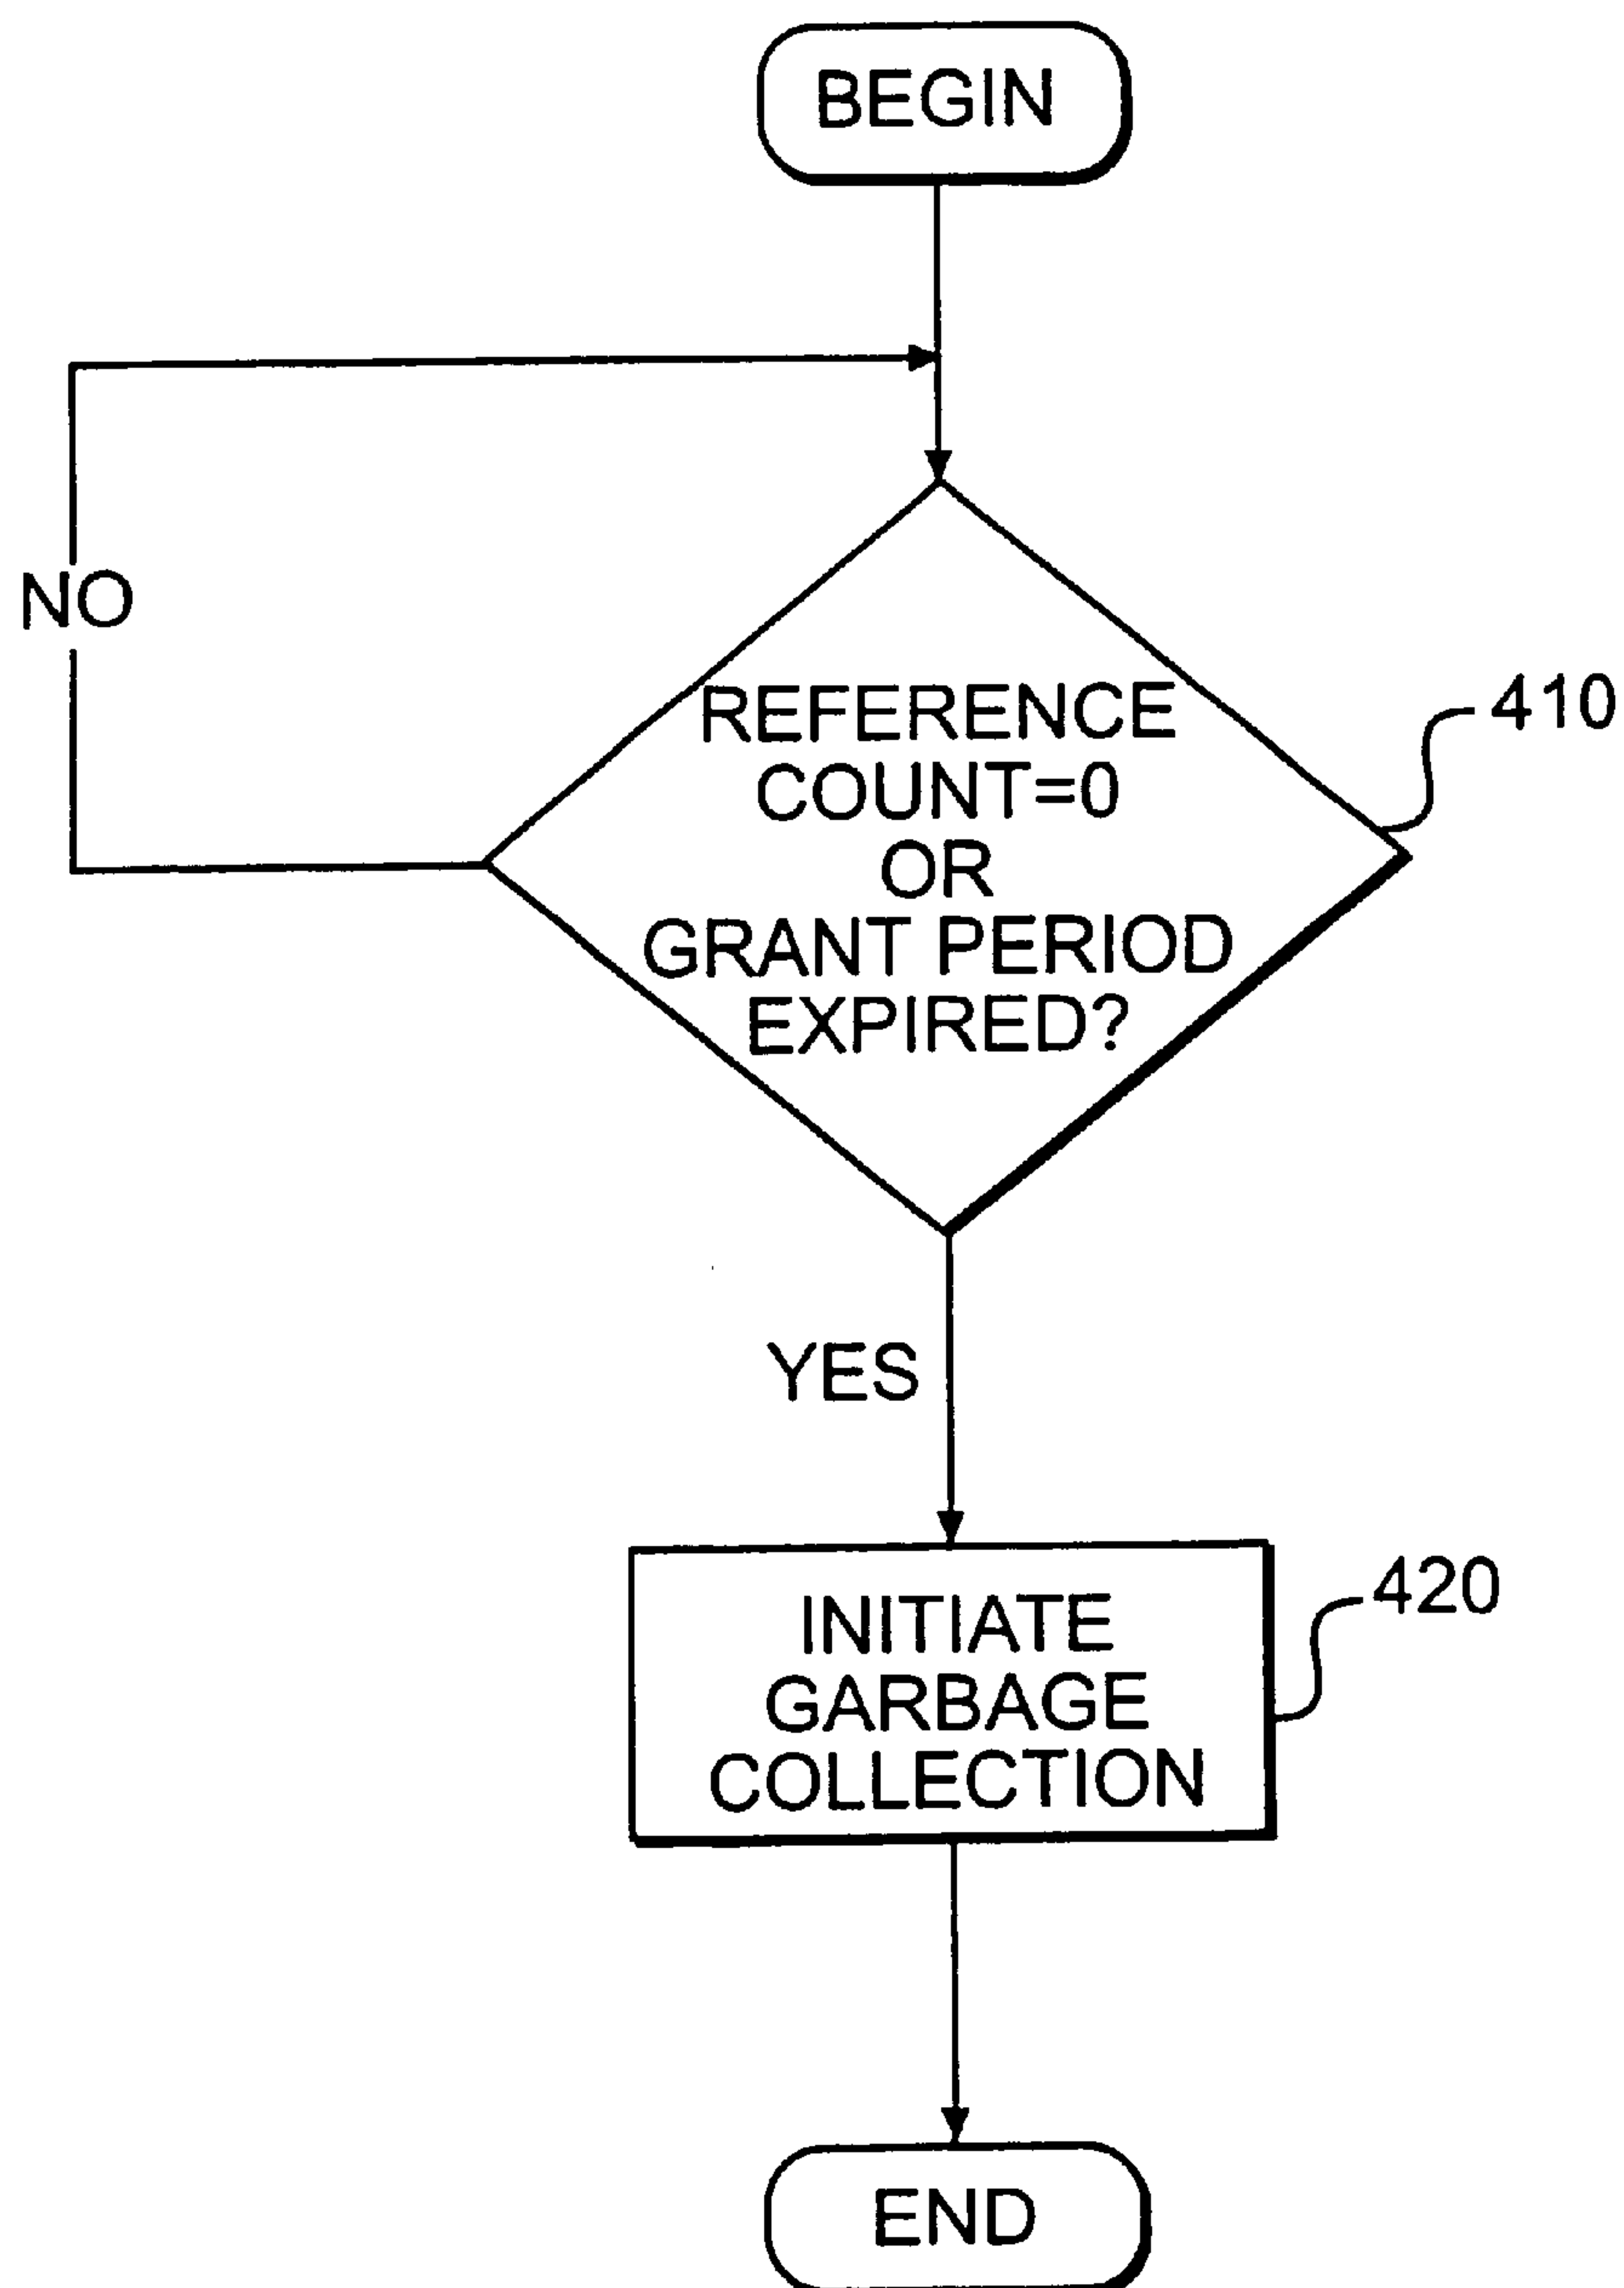 BEGIN
NO
REFERENCE
COUNT=0
OR
GRANT PERIOD
EXPIRED?
410
YES
INITIATE
GARBAGE
COLLECTION
420
END